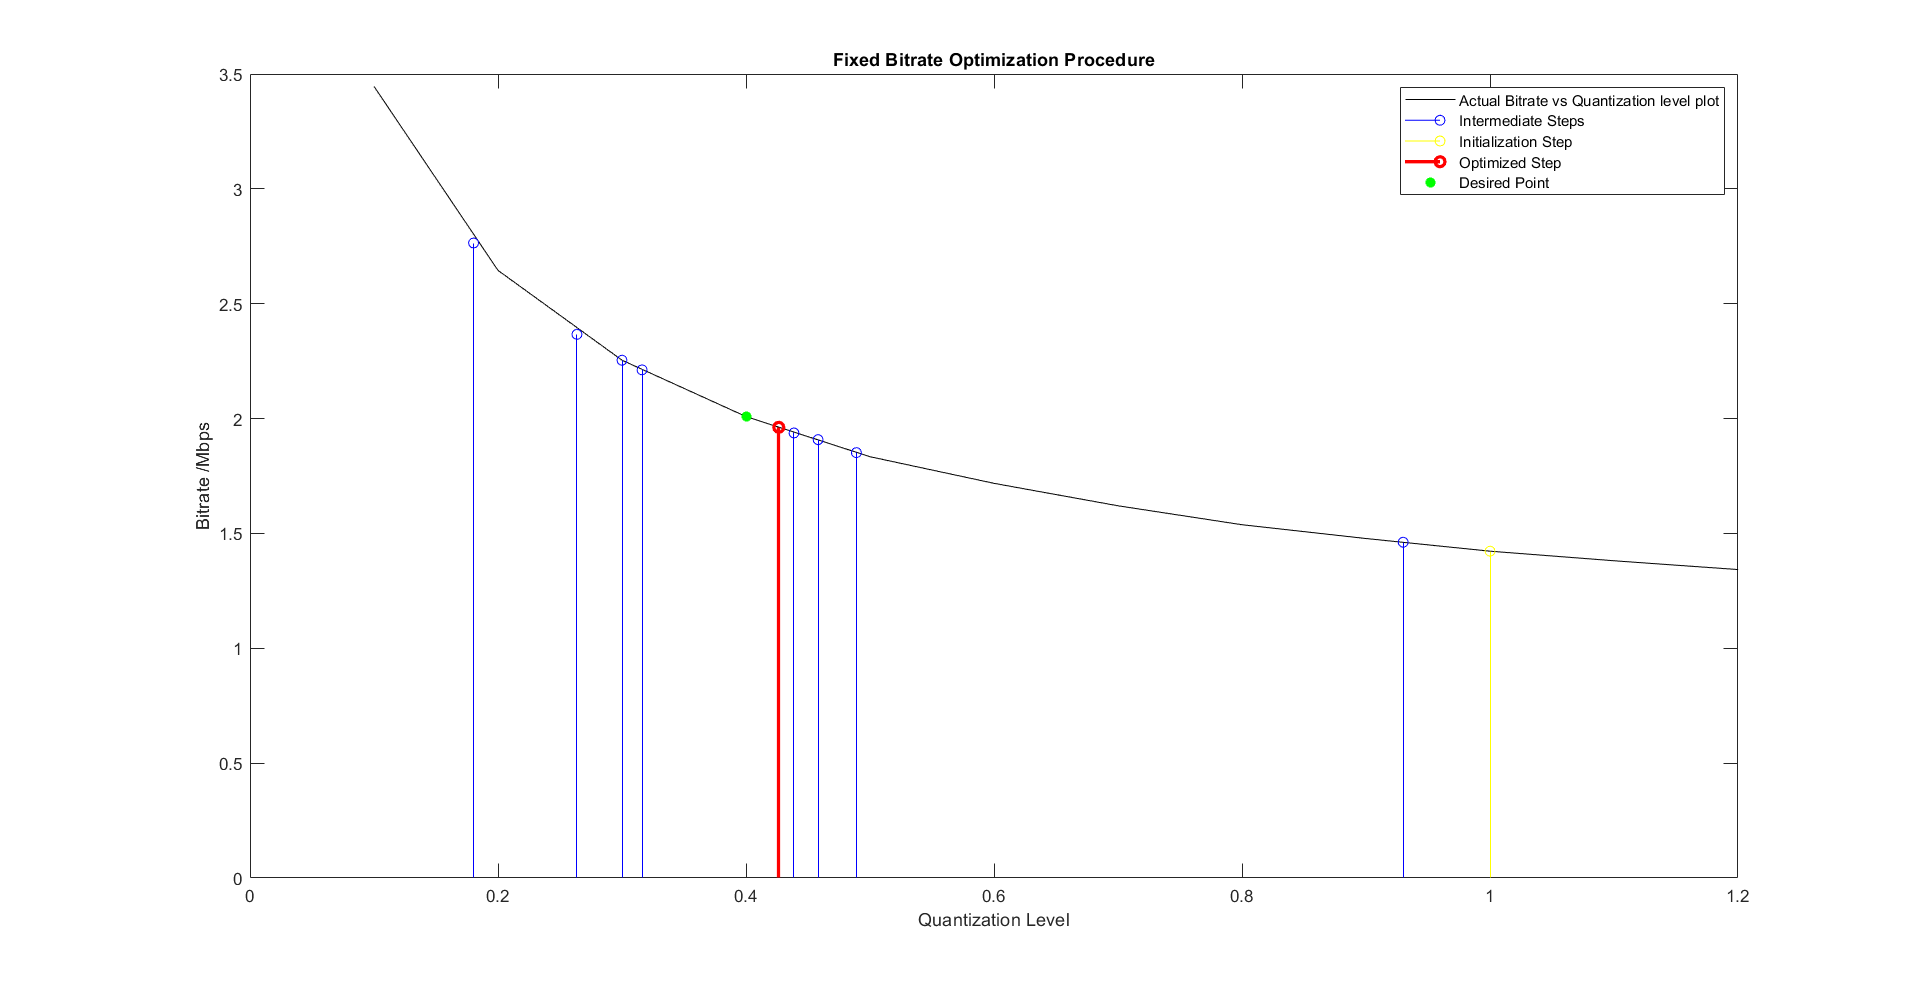 Fixed Bitrate Optimization Procedure
3.5
3
2.5
2
1.5
1
0.5
0
Bitrate /Mbps
Actual Bitrate vs Quantization level plot
Intermediate Steps
Initialization Step
Optimized Step
Desired Point
0 0.2 0.4 0.6 0.8 1 1.2
Quantization Level